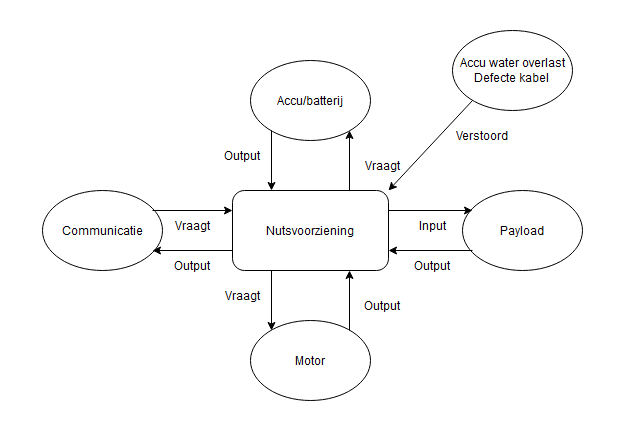 Accu water overlast
Defecte kabel
Accu/batterij
Verstoord
Output
Vraagt
Communicatie
Vraagt
Nutsvoorziening
Input
Payload
Output
Output
Vraagt
Output
Motor